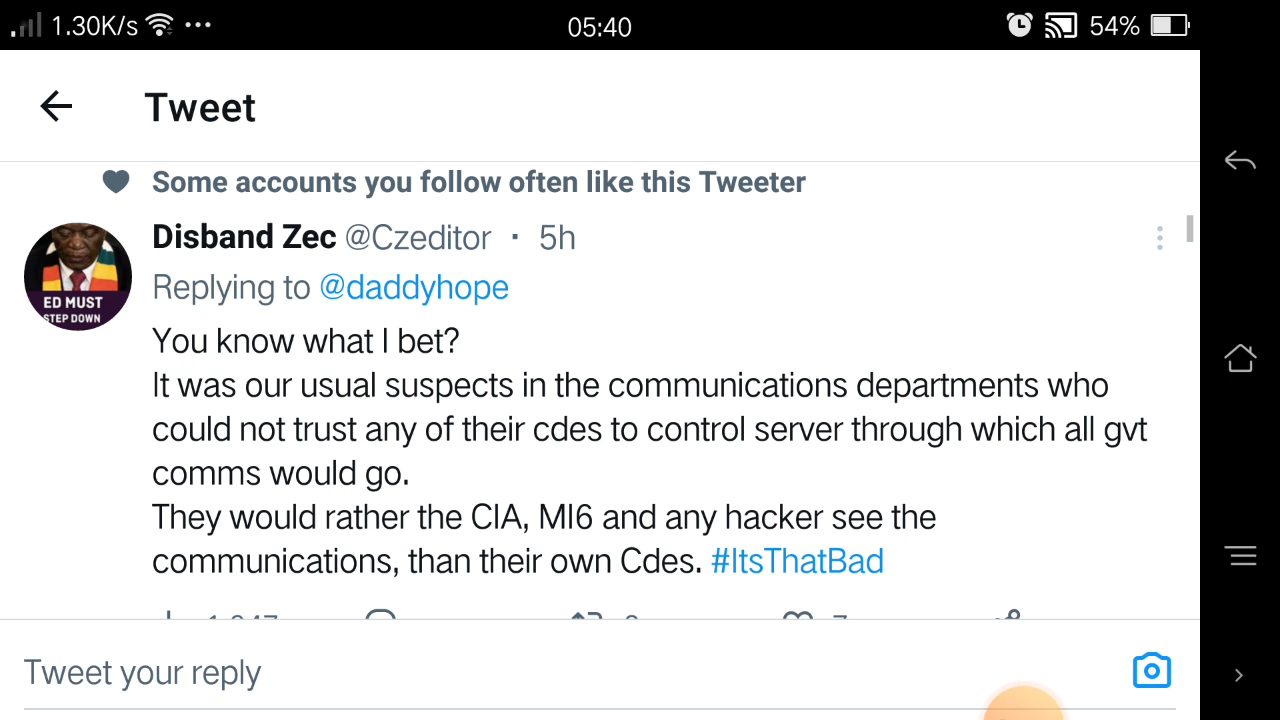 1.30K/s 05:40 54%
Tweet
Some accounts you follow often like this Tweeter
Disband Zec @Czeditor · 5h
ED MUST
STEP DOWN
Replying to @daddyhope
You know what I bet?
It was our usual suspects in the communications departments who
could not trust any of their cdes to control server through which all gvt
comms would go.
They would rather the CIA, MI6 and any hacker see the
communications, than their own Cdes. #ItsThatBad
Tweet your reply